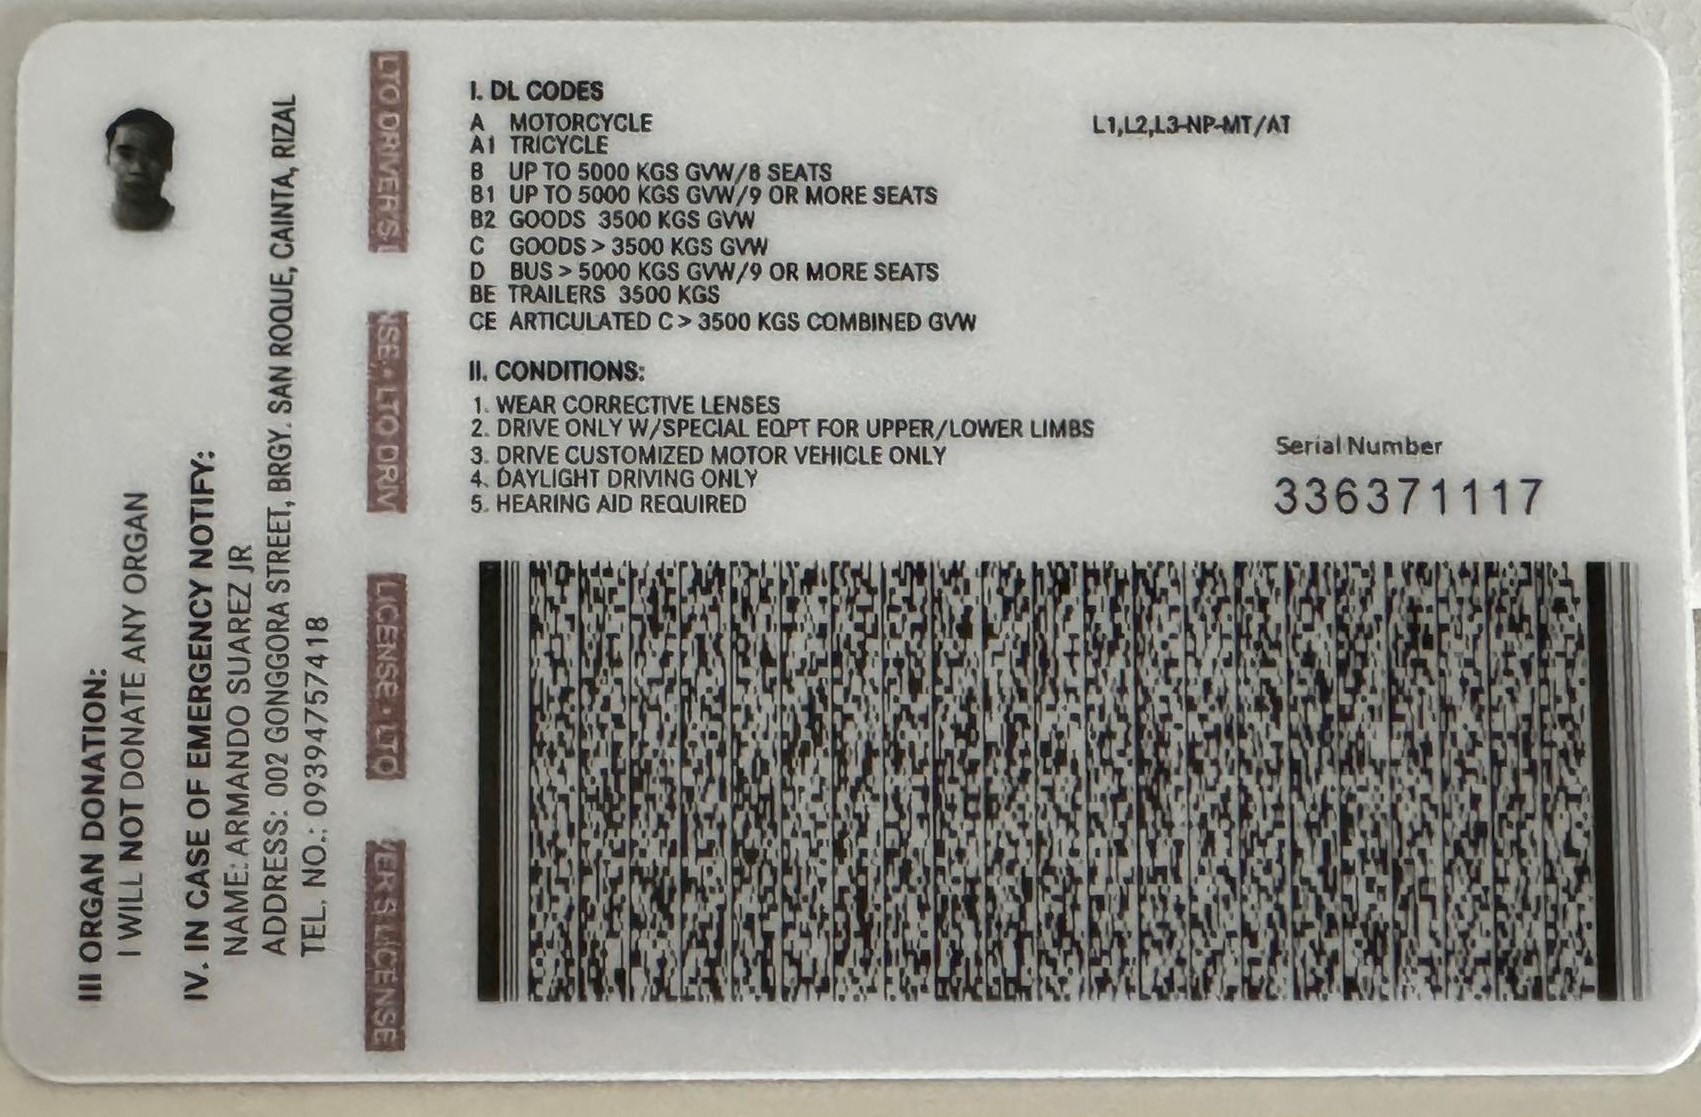 I. DL CODES
A MOTORCYCLE L1,L2,L3-NP-MT/AT
A1 TRICYCLE
B UP TO 5000 KGS GVW/8 SEATS
B1 UP TO 5000 KGS GVW/9 OR MORE SEATS
B2 GOODS 3500 KGS GVW
C GOODS > 3500 KGS GVW
D BUS > 5000 KGS GVW/9 OR MORE SEATS
BE TRAILERS 3500 KGS
CE ARTICULATED C > 3500 KGS COMBINED GVW
II. CONDITIONS:
1. WEAR CORRECTIVE LENSES
2. DRIVE ONLY W/SPECIAL EQPT FOR UPPER/LOWER LIMBS
3. DRIVE CUSTOMIZED MOTOR VEHICLE ONLY
4. DAYLIGHT DRIVING ONLY
5. HEARING AID REQUIRED
Serial Number
336371117
III ORGAN DONATION:
I WILL NOT DONATE ANY ORGAN
IV. IN CASE OF EMERGENCY NOTIFY:
NAME: ARMANDO SUAREZ JR
ADDRESS: 002 GONGGORA STREET, BRGY. SAN ROQUE, CAINTA, RIZAL
TEL. NO.: 09394757418
LTO DRIVER'S L
NSE • LTO DRIV
LICENSE • LTO
VER'S LICENSE